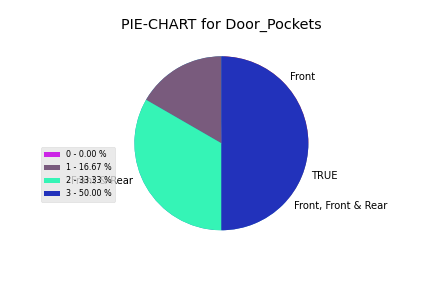 PIE-CHART for Door_Pockets
Front
0 - 0.00 %
1 - 16.67 %
2 - 33.33 %
3 - 50.00 %
Rear
TRUE
Front, Front & Rear